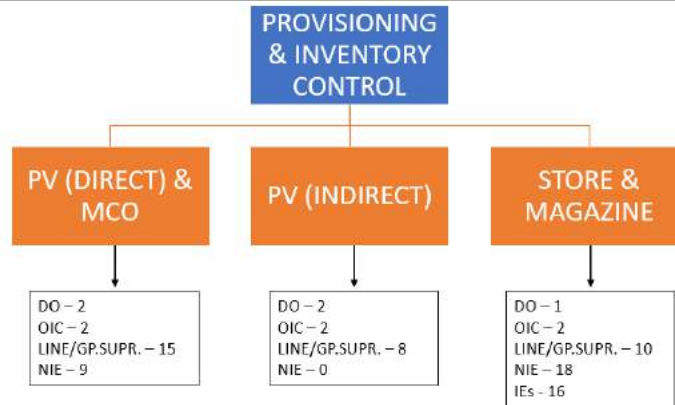 PROVISIONING
& INVENTORY
CONTROL
PV (DIRECT) &
MCO
PV (INDIRECT)
STORE &
MAGAZINE
DO – 2
OIC – 2
LINE/GP.SUPR. – 15
NIE – 9
DO – 2
OIC – 2
LINE/GP.SUPR. – 8
NIE – 0
DO – 1
OIC – 2
LINE/GP.SUPR. – 10
NIE – 18
IEs - 16